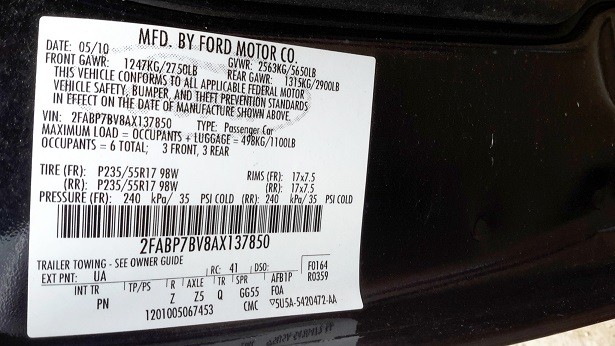 MFD. BY FORD MOTOR CO.
DATE: 05/10 GVWR: 2563KG/5650LB
FRONT GAWR: 1247KG/2750LB REAR GAWR: 1315KG/2900LB
THIS VEHICLE CONFORMS TO ALL APPLICABLE FEDERAL MOTOR
VEHICLE SAFETY, BUMPER, AND THEFT PREVENTION STANDARDS
IN EFFECT ON THE DATE OF MANUFACTURE SHOWN ABOVE.
VIN: 2FABP7BV8AX137850 TYPE: Passenger Car
MAXIMUM LOAD = OCCUPANTS + LUGGAGE = 498KG/1100LB
OCCUPANTS = 6 TOTAL; 3 FRONT, 3 REAR
TIRE (FR): P235/55R17 98W RIMS (FR): 17x7.5
(RR): P235/55R17 98W (RR): 17x7.5
PRESSURE (FR): 240 kPa/ 35 PSI COLD (RR): 240 kPa/ 35 PSI COLD
2FABP7BV8AX137850
TRAILER TOWING - SEE OWNER GUIDE
EXT PNT: UA RC: 41 DSO: F0164
R0359
INT TR TP/PS R AXLE TR SPR AFB1P
PN Z Z5 Q GG55 FOA
1201005067453 CMC ▽5U5A-5420472-AA